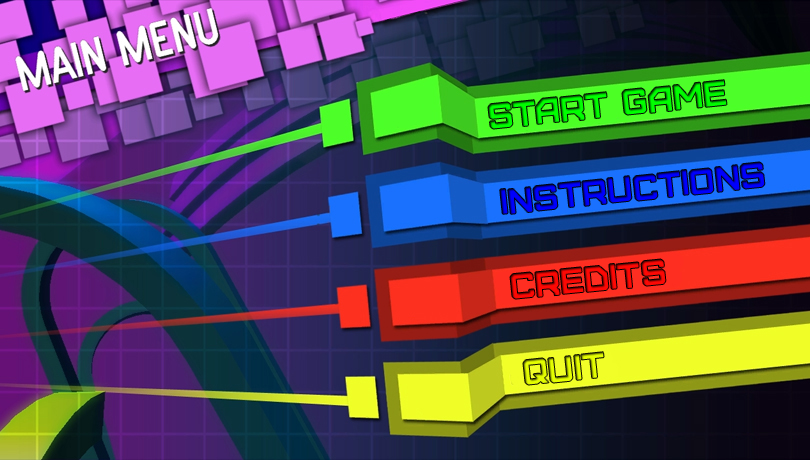 MAIN MENU
START GAME
INSTRUCTIONS
CREDITS
QUIT